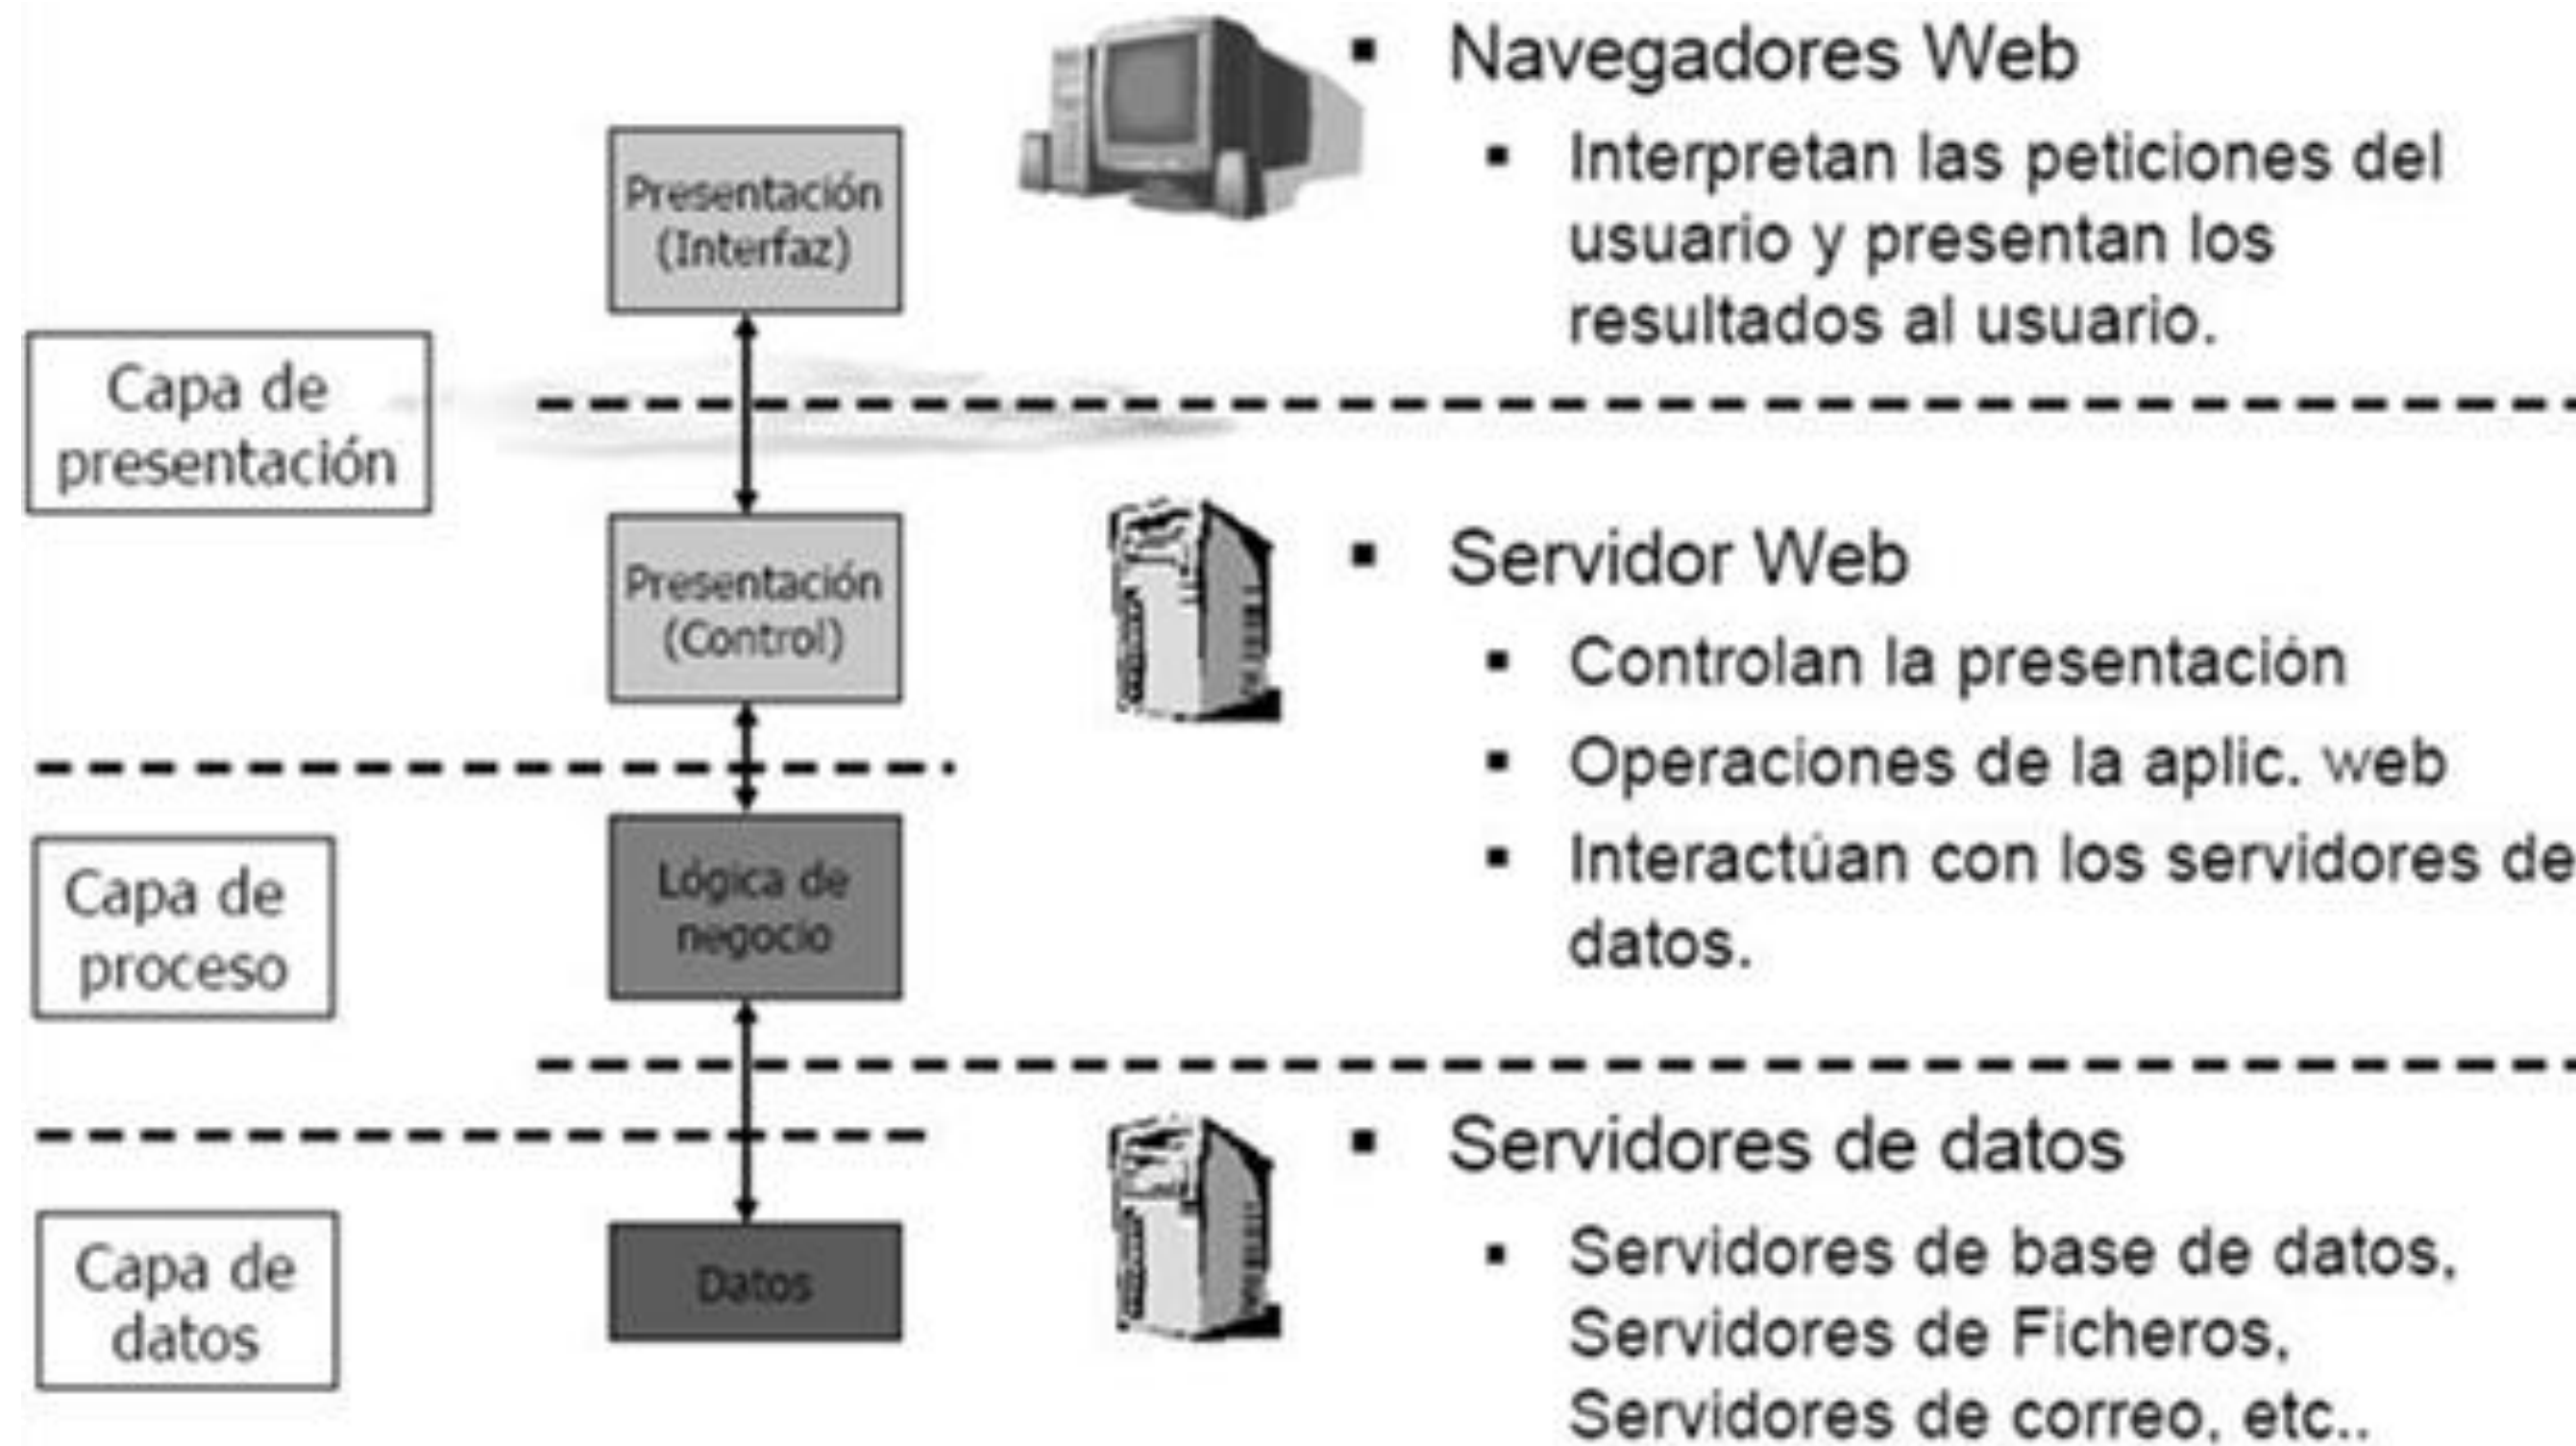 Navegadores Web
Interpretan las peticiones del
usuario y presentan los
resultados al usuario.
Presentación
(Interfaz)
Capa de
presentación
Presentación
(Control)
Servidor Web
Controlan la presentación
Operaciones de la aplic. web
Interactúan con los servidores de
datos.
Capa de
proceso
Lógica de
negocio
Servidores de datos
Servidores de base de datos,
Servidores de Ficheros,
Servidores de correo, etc..
Capa de
datos
Datos